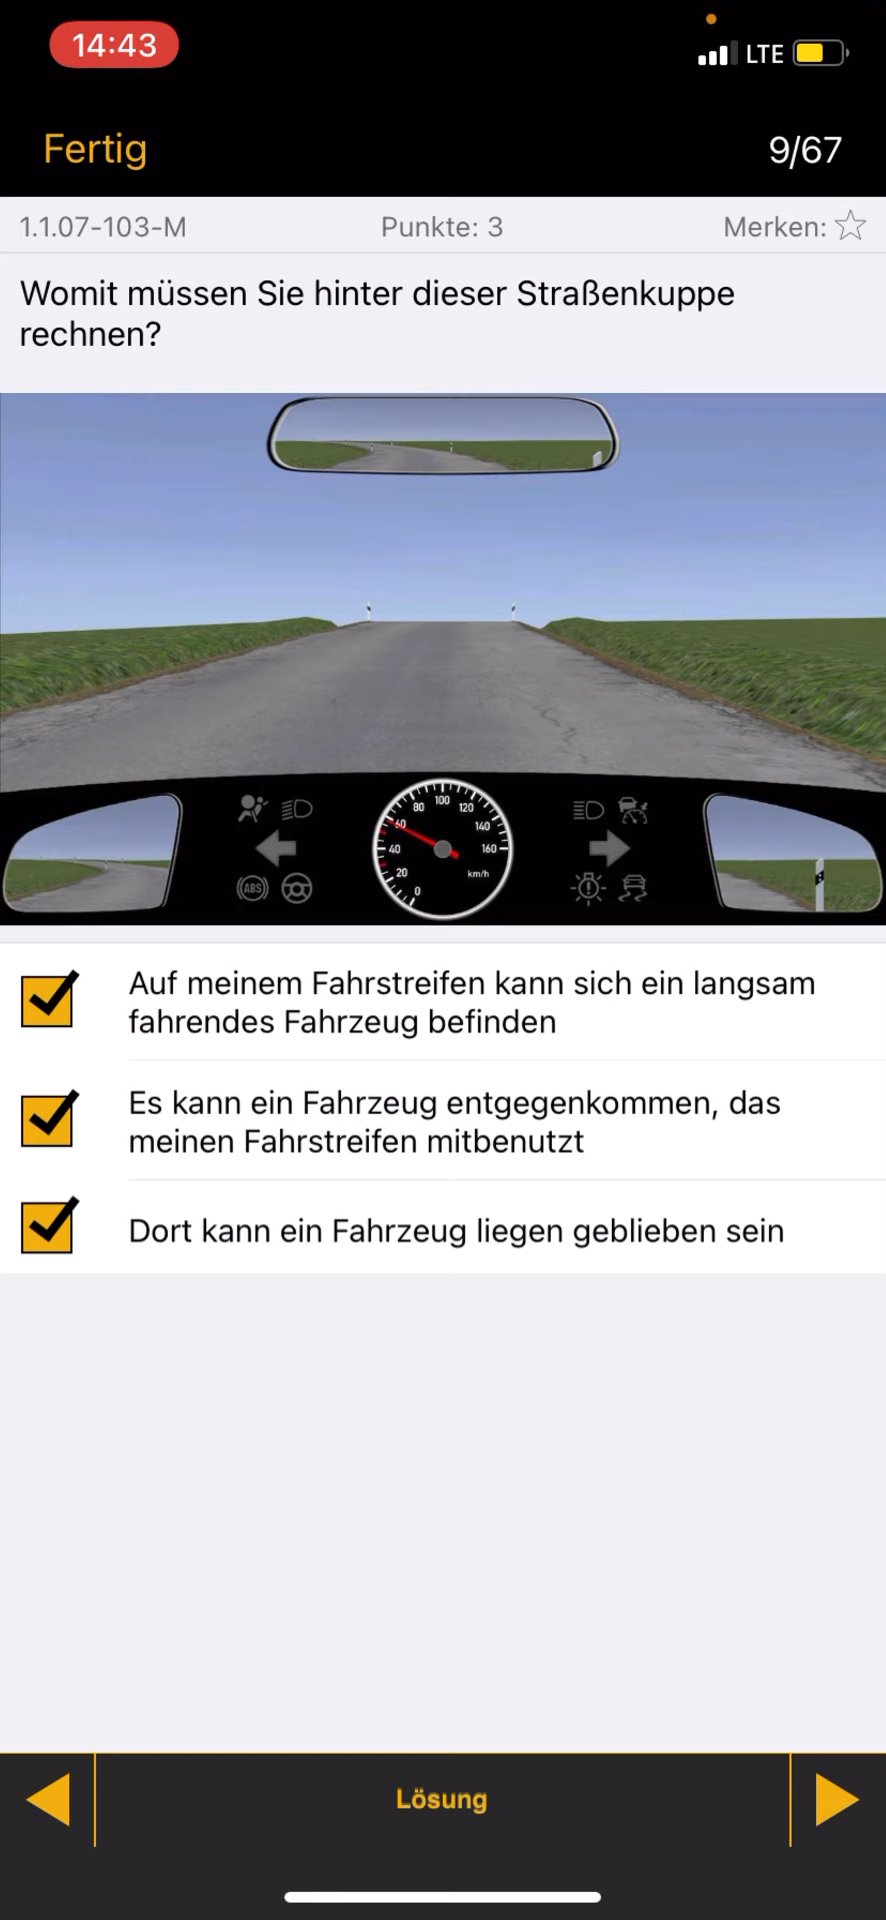 14:43
LTE
Fertig
9/67
1.1.07-103-M
Punkte: 3
Merken:
Womit müssen Sie hinter dieser Straßenkuppe
rechnen?
0
20
40
60
80
100
120
140
160
km/h
ABS
Auf meinem Fahrstreifen kann sich ein langsam
fahrendes Fahrzeug befinden
Es kann ein Fahrzeug entgegenkommen, das
meinen Fahrstreifen mitbenutzt
Dort kann ein Fahrzeug liegen geblieben sein
Lösung